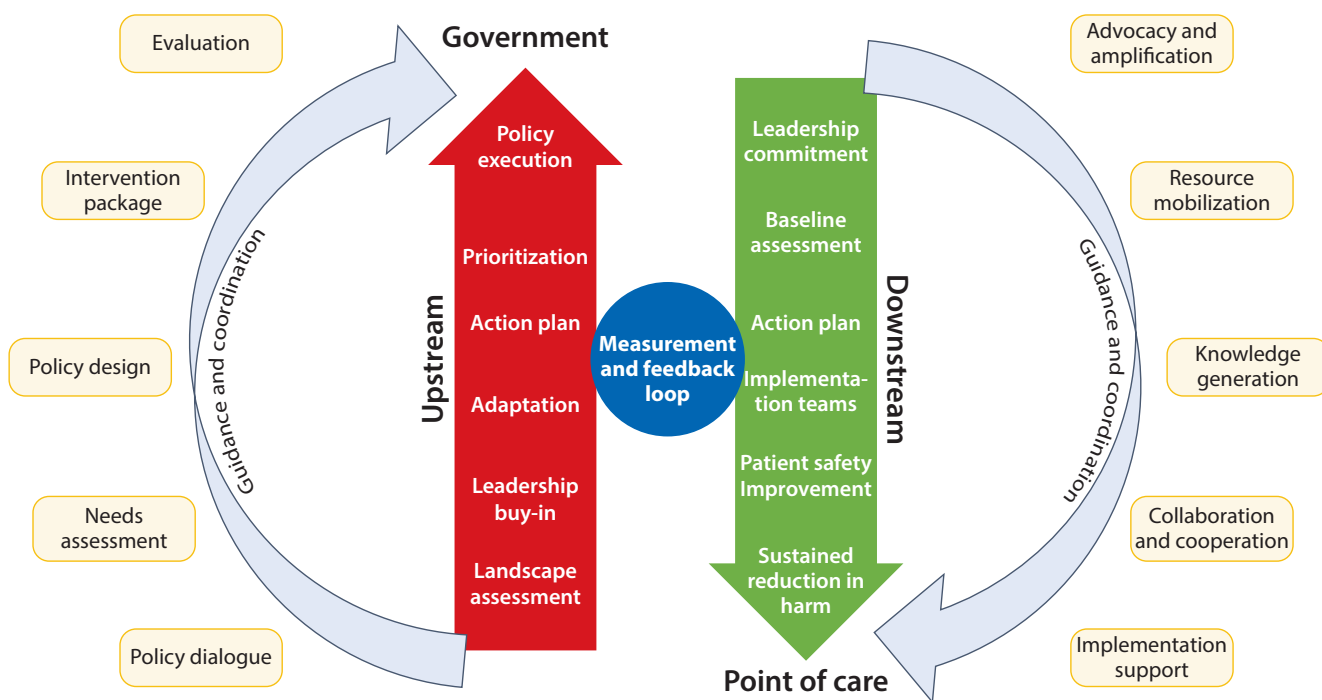 Evaluation
Intervention
package
Policy design
Needs
assessment
Policy dialogue
Guidance and coordination
Government
Upstream
Policy
execution
Prioritization
Action plan
Adaptation
Leadership
buy-in
Landscape
assessment
Measurement
and feedback
loop
Leadership
commitment
Baseline
assessment
Action plan
Implementa-
tion teams
Patient safety
Improvement
Sustained
reduction in
harm
Downstream
Point of care
Guidance and coordination
Advocacy and
amplification
Resource
mobilization
Knowledge
generation
Collaboration
and cooperation
Implementation
support